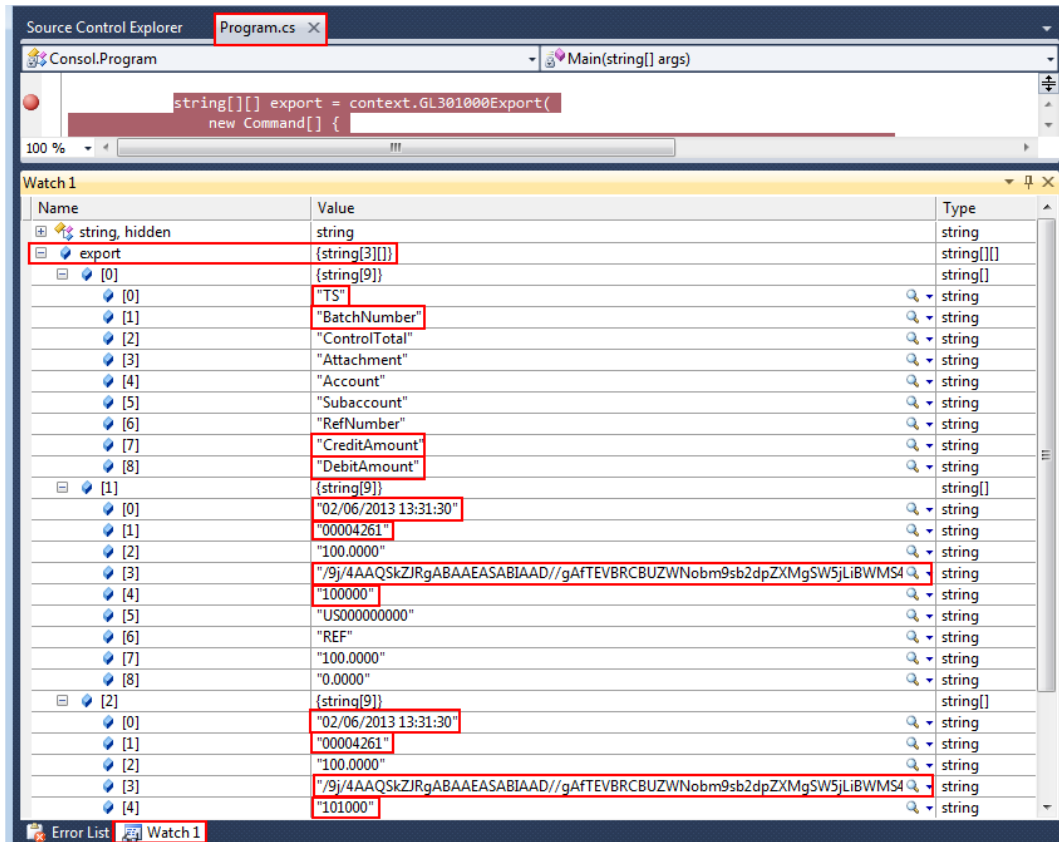 Source Control Explorer Program.cs
Consol.Program Main(string[] args)
string[][] export = context.GL301000Export(
new Command[] {
100 %
Watch 1
Name Value Type
string, hidden string string
export {string[3][]} string[][]
[0] {string[9]} string[]
[0] "TS" string
[1] "BatchNumber" string
[2] "ControlTotal" string
[3] "Attachment" string
[4] "Account" string
[5] "Subaccount" string
[6] "RefNumber" string
[7] "CreditAmount" string
[8] "DebitAmount" string
[1] {string[9]} string[]
[0] "02/06/2013 13:31:30" string
[1] "00004261" string
[2] "100.0000" string
[3] "/9j/4AAQSkZJRgABAAEASABIAAD//gAfTEVBRCBUZWNobm9sb2dpZXMgSW5jLiBWMS4 string
[4] "100000" string
[5] "US000000000" string
[6] "REF" string
[7] "100.0000" string
[8] "0.0000" string
[2] {string[9]} string[]
[0] "02/06/2013 13:31:30" string
[1] "00004261" string
[2] "100.0000" string
[3] "/9j/4AAQSkZJRgABAAEASABIAAD//gAfTEVBRCBUZWNobm9sb2dpZXMgSW5jLiBWMS4 string
[4] "101000" string
Error List Watch 1